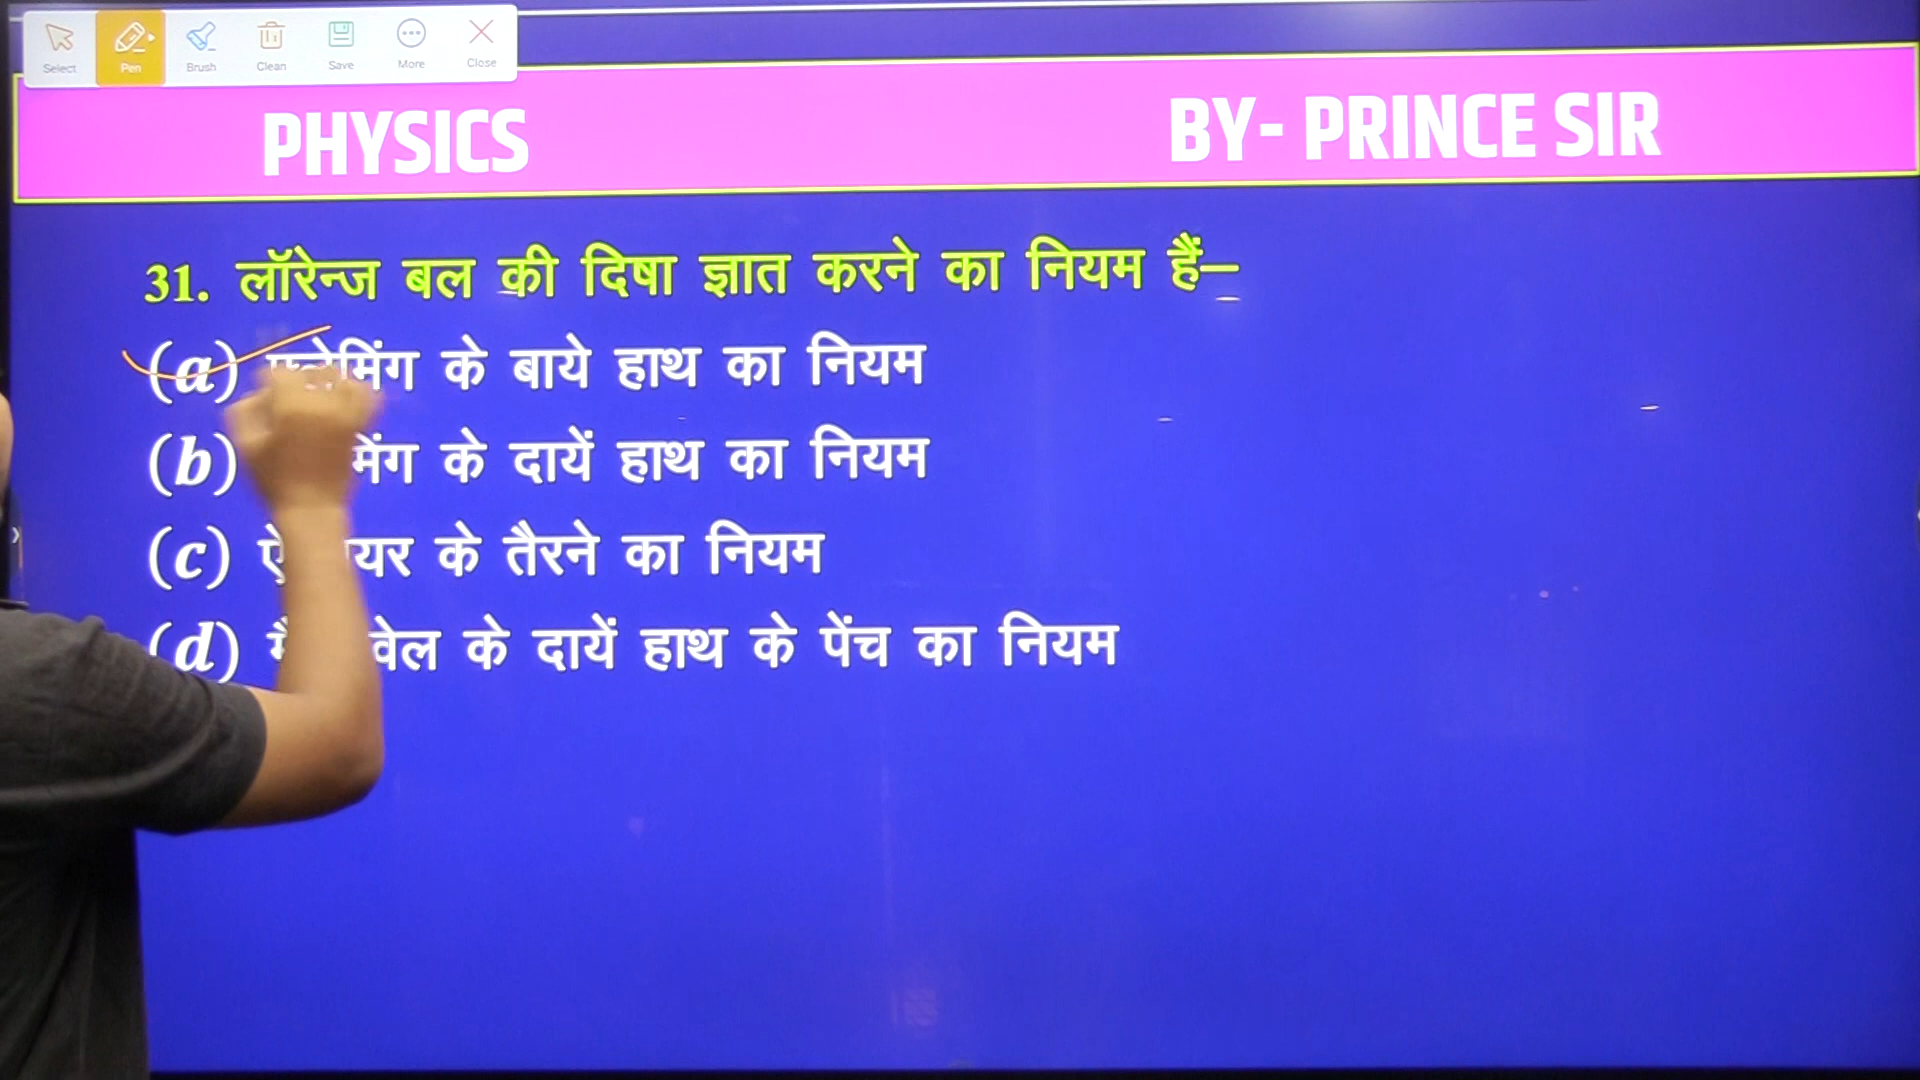 Select Pen Brush Clean Save More Close
PHYSICS BY- PRINCE SIR
31. लॉरेन्ज बल की दिषा ज्ञात करने का नियम हैं–
(a) फ्लेमिंग के बाये हाथ का नियम
(b) के दायें हाथ का नियम
(c) के तैरने का नियम
(d) के दायें हाथ के पेंच का नियम